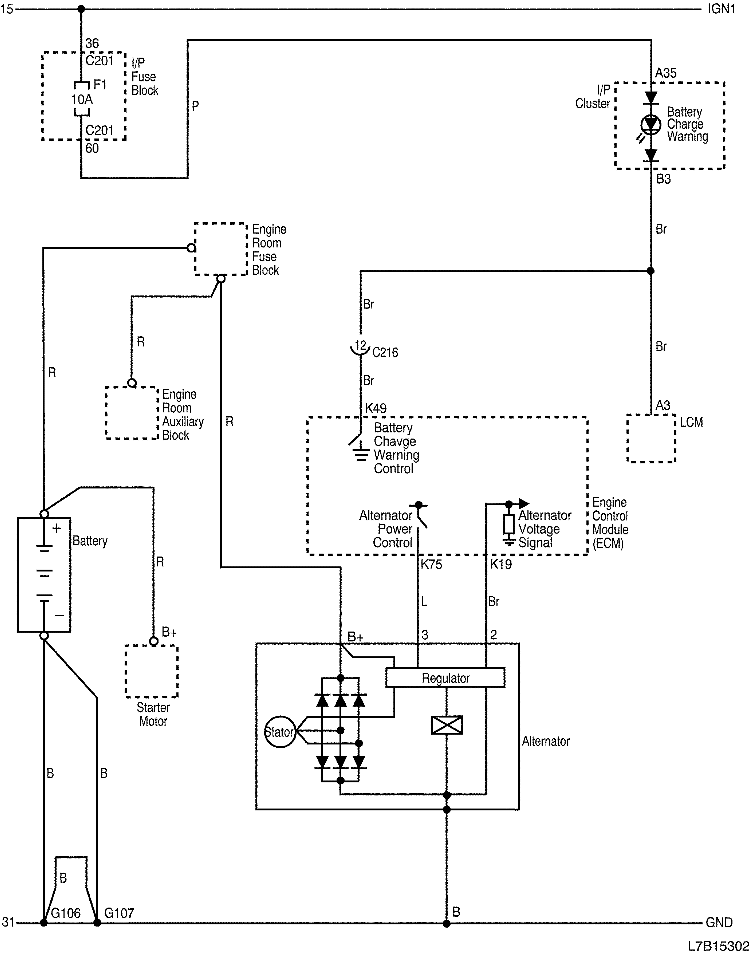 15
IGN1
36
C201
F1
10A
C201
60
I/P
Fuse
Block
P
A35
I/P
Cluster
Battery
Charge
Warning
B3
Br
Engine
Room
Fuse
Block
Br
12
C216
Br
Br
R
R
Engine
Room
Auxiliary
Block
R
A3
LCM
K49
Battery
Chavge
Warning
Control
Alternator
Power
Control
Alternator
Voltage
Signal
Engine
Control
Module
(ECM)
K75
K19
+
Battery
−
R
B+
Starter
Motor
L
Br
B+
3
2
Regulator
Stator
Alternator
B
B
B
G106
G107
B
31
GND
L7B15302